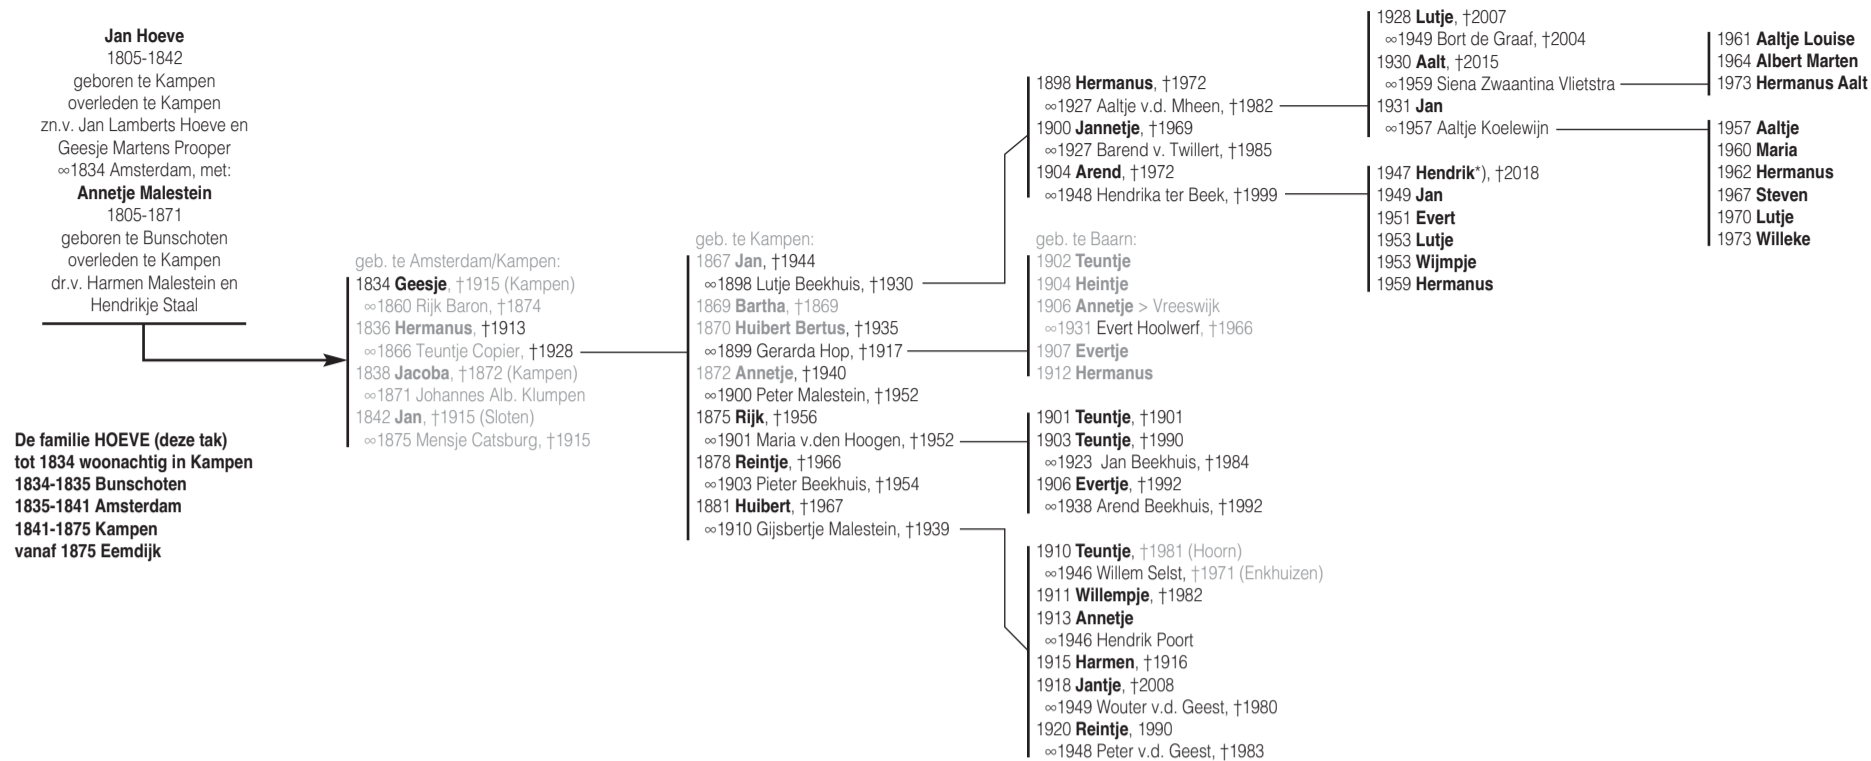 Jan Hoeve
1805-1842
geboren te Kampen
overleden te Kampen
zn.v. Jan Lamberts Hoeve en
Geesje Martens Prooper
∞1834 Amsterdam, met:
Annetje Malestein
1805-1871
geboren te Bunschoten
overleden te Kampen
dr.v. Harmen Malestein en
Hendrikje Staal
De familie HOEVE (deze tak)
tot 1834 woonachtig in Kampen
1834-1835 Bunschoten
1835-1841 Amsterdam
1841-1875 Kampen
vanaf 1875 Eemdijk
geb. te Amsterdam/Kampen:
1834 Geesje, †1915 (Kampen)
∞1860 Rijk Baron, †1874
1836 Hermanus, †1913
∞1866 Teuntje Copier, †1928
1838 Jacoba, †1872 (Kampen)
∞1871 Johannes Alb. Klumpen
1842 Jan, †1915 (Sloten)
∞1875 Mensje Catsburg, †1915
geb. te Kampen:
1867 Jan, †1944
∞1898 Lutje Beekhuis, †1930
1869 Bartha, †1869
1870 Huibert Bertus, †1935
∞1899 Gerarda Hop, †1917
1872 Annetje, †1940
∞1900 Peter Malestein, †1952
1875 Rijk, †1956
∞1901 Maria v.den Hoogen, †1952
1878 Reintje, †1966
∞1903 Pieter Beekhuis, †1954
1881 Huibert, †1967
∞1910 Gijsbertje Malestein, †1939
1898 Hermanus, †1972
∞1927 Aaltje v.d. Mheen, †1982
1900 Jannetje, †1969
∞1927 Barend v. Twillert, †1985
1904 Arend, †1972
∞1948 Hendrika ter Beek, †1999
geb. te Baarn:
1902 Teuntje
1904 Heintje
1906 Annetje > Vreeswijk
∞1931 Evert Hoolwerf, †1966
1907 Evertje
1912 Hermanus
1901 Teuntje, †1901
1903 Teuntje, †1990
∞1923 Jan Beekhuis, †1984
1906 Evertje, †1992
∞1938 Arend Beekhuis, †1992
1910 Teuntje, †1981 (Hoorn)
∞1946 Willem Selst, †1971 (Enkhuizen)
1911 Willempje, †1982
1913 Annetje
∞1946 Hendrik Poort
1915 Harmen, †1916
1918 Jantje, †2008
∞1949 Wouter v.d. Geest, †1980
1920 Reintje, 1990
∞1948 Peter v.d. Geest, †1983
1928 Lutje, †2007
∞1949 Bort de Graaf, †2004
1930 Aalt, †2015
∞1959 Siena Zwaantina Vlietstra
1931 Jan
∞1957 Aaltje Koelewijn
1947 Hendrik*), †2018
1949 Jan
1951 Evert
1953 Lutje
1953 Wijmpje
1959 Hermanus
1961 Aaltje Louise
1964 Albert Marten
1973 Hermanus Aalt
1957 Aaltje
1960 Maria
1962 Hermanus
1967 Steven
1970 Lutje
1973 Willeke